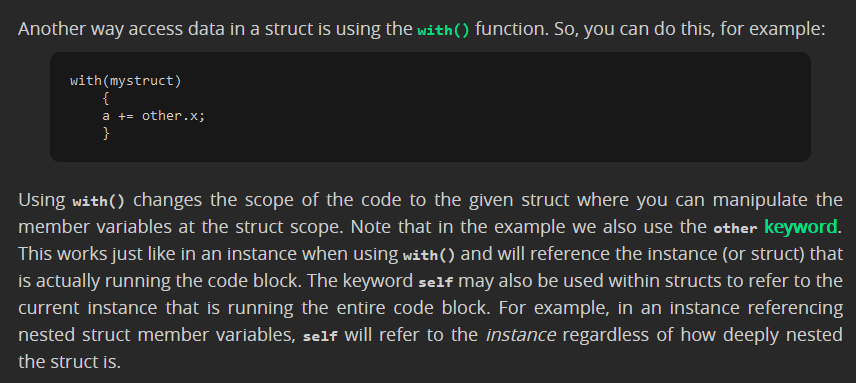 Another way access data in a struct is using the with() function. So, you can do this, for example:
with(mystruct)
{
a += other.x;
}
Using with() changes the scope of the code to the given struct where you can manipulate the
member variables at the struct scope. Note that in the example we also use the other keyword.
This works just like in an instance when using with() and will reference the instance (or struct) that
is actually running the code block. The keyword self may also be used within structs to refer to the
current instance that is running the entire code block. For example, in an instance referencing
nested struct member variables, self will refer to the instance regardless of how deeply nested
the struct is.